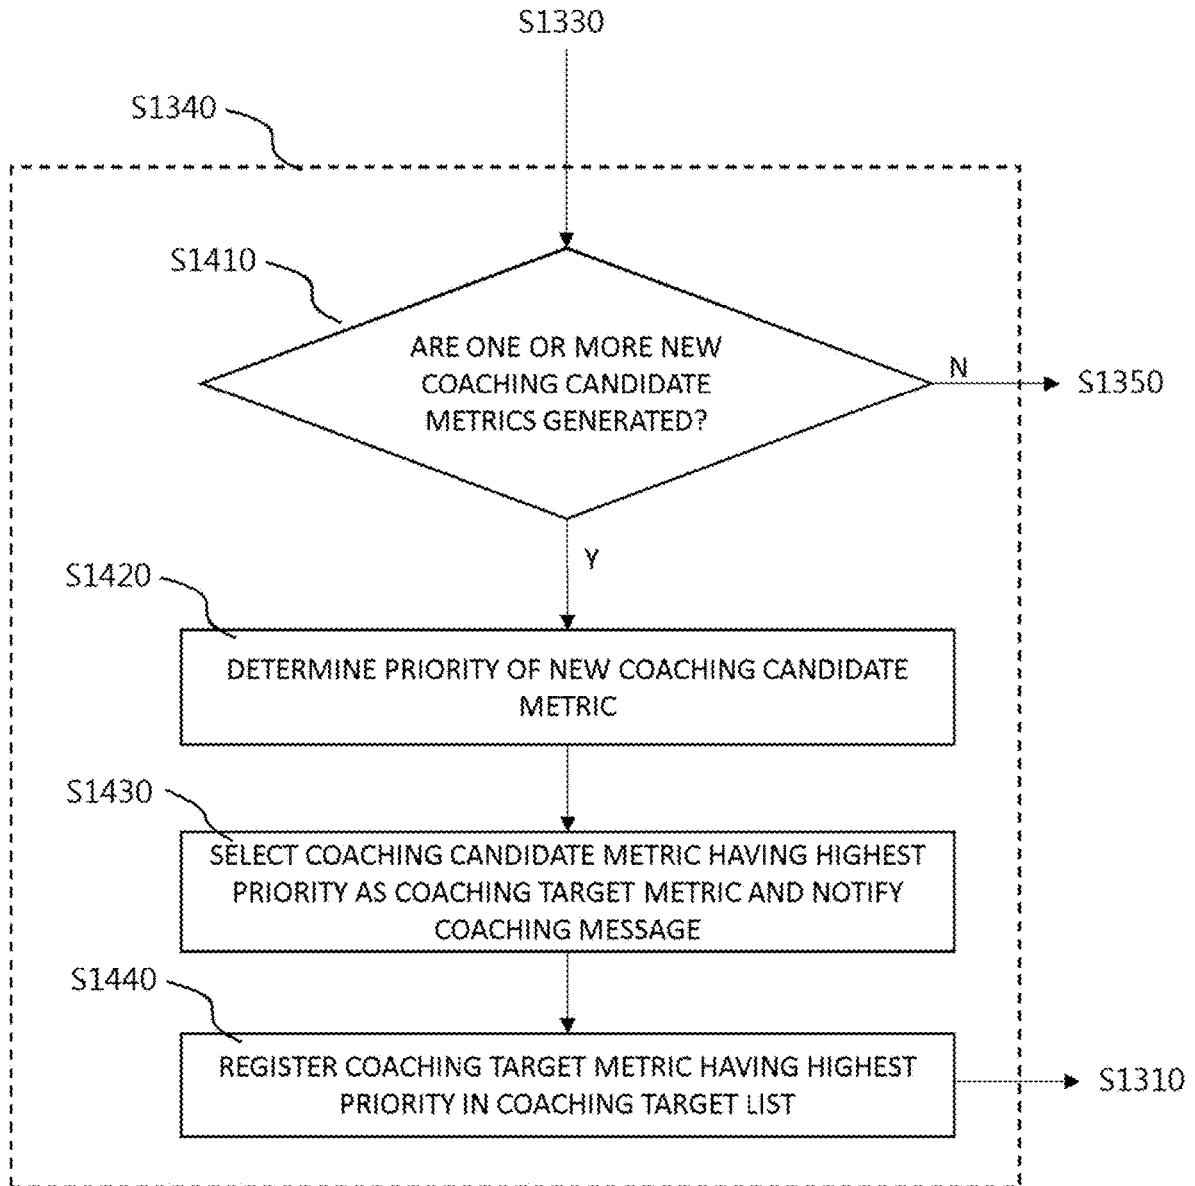 S1330
S1340
S1410
ARE ONE OR MORE NEW
COACHING CANDIDATE
METRICS GENERATED?
N
S1350
Y
S1420
DETERMINE PRIORITY OF NEW COACHING CANDIDATE
METRIC
S1430
SELECT COACHING CANDIDATE METRIC HAVING HIGHEST
PRIORITY AS COACHING TARGET METRIC AND NOTIFY
COACHING MESSAGE
S1440
REGISTER COACHING TARGET METRIC HAVING HIGHEST
PRIORITY IN COACHING TARGET LIST
S1310